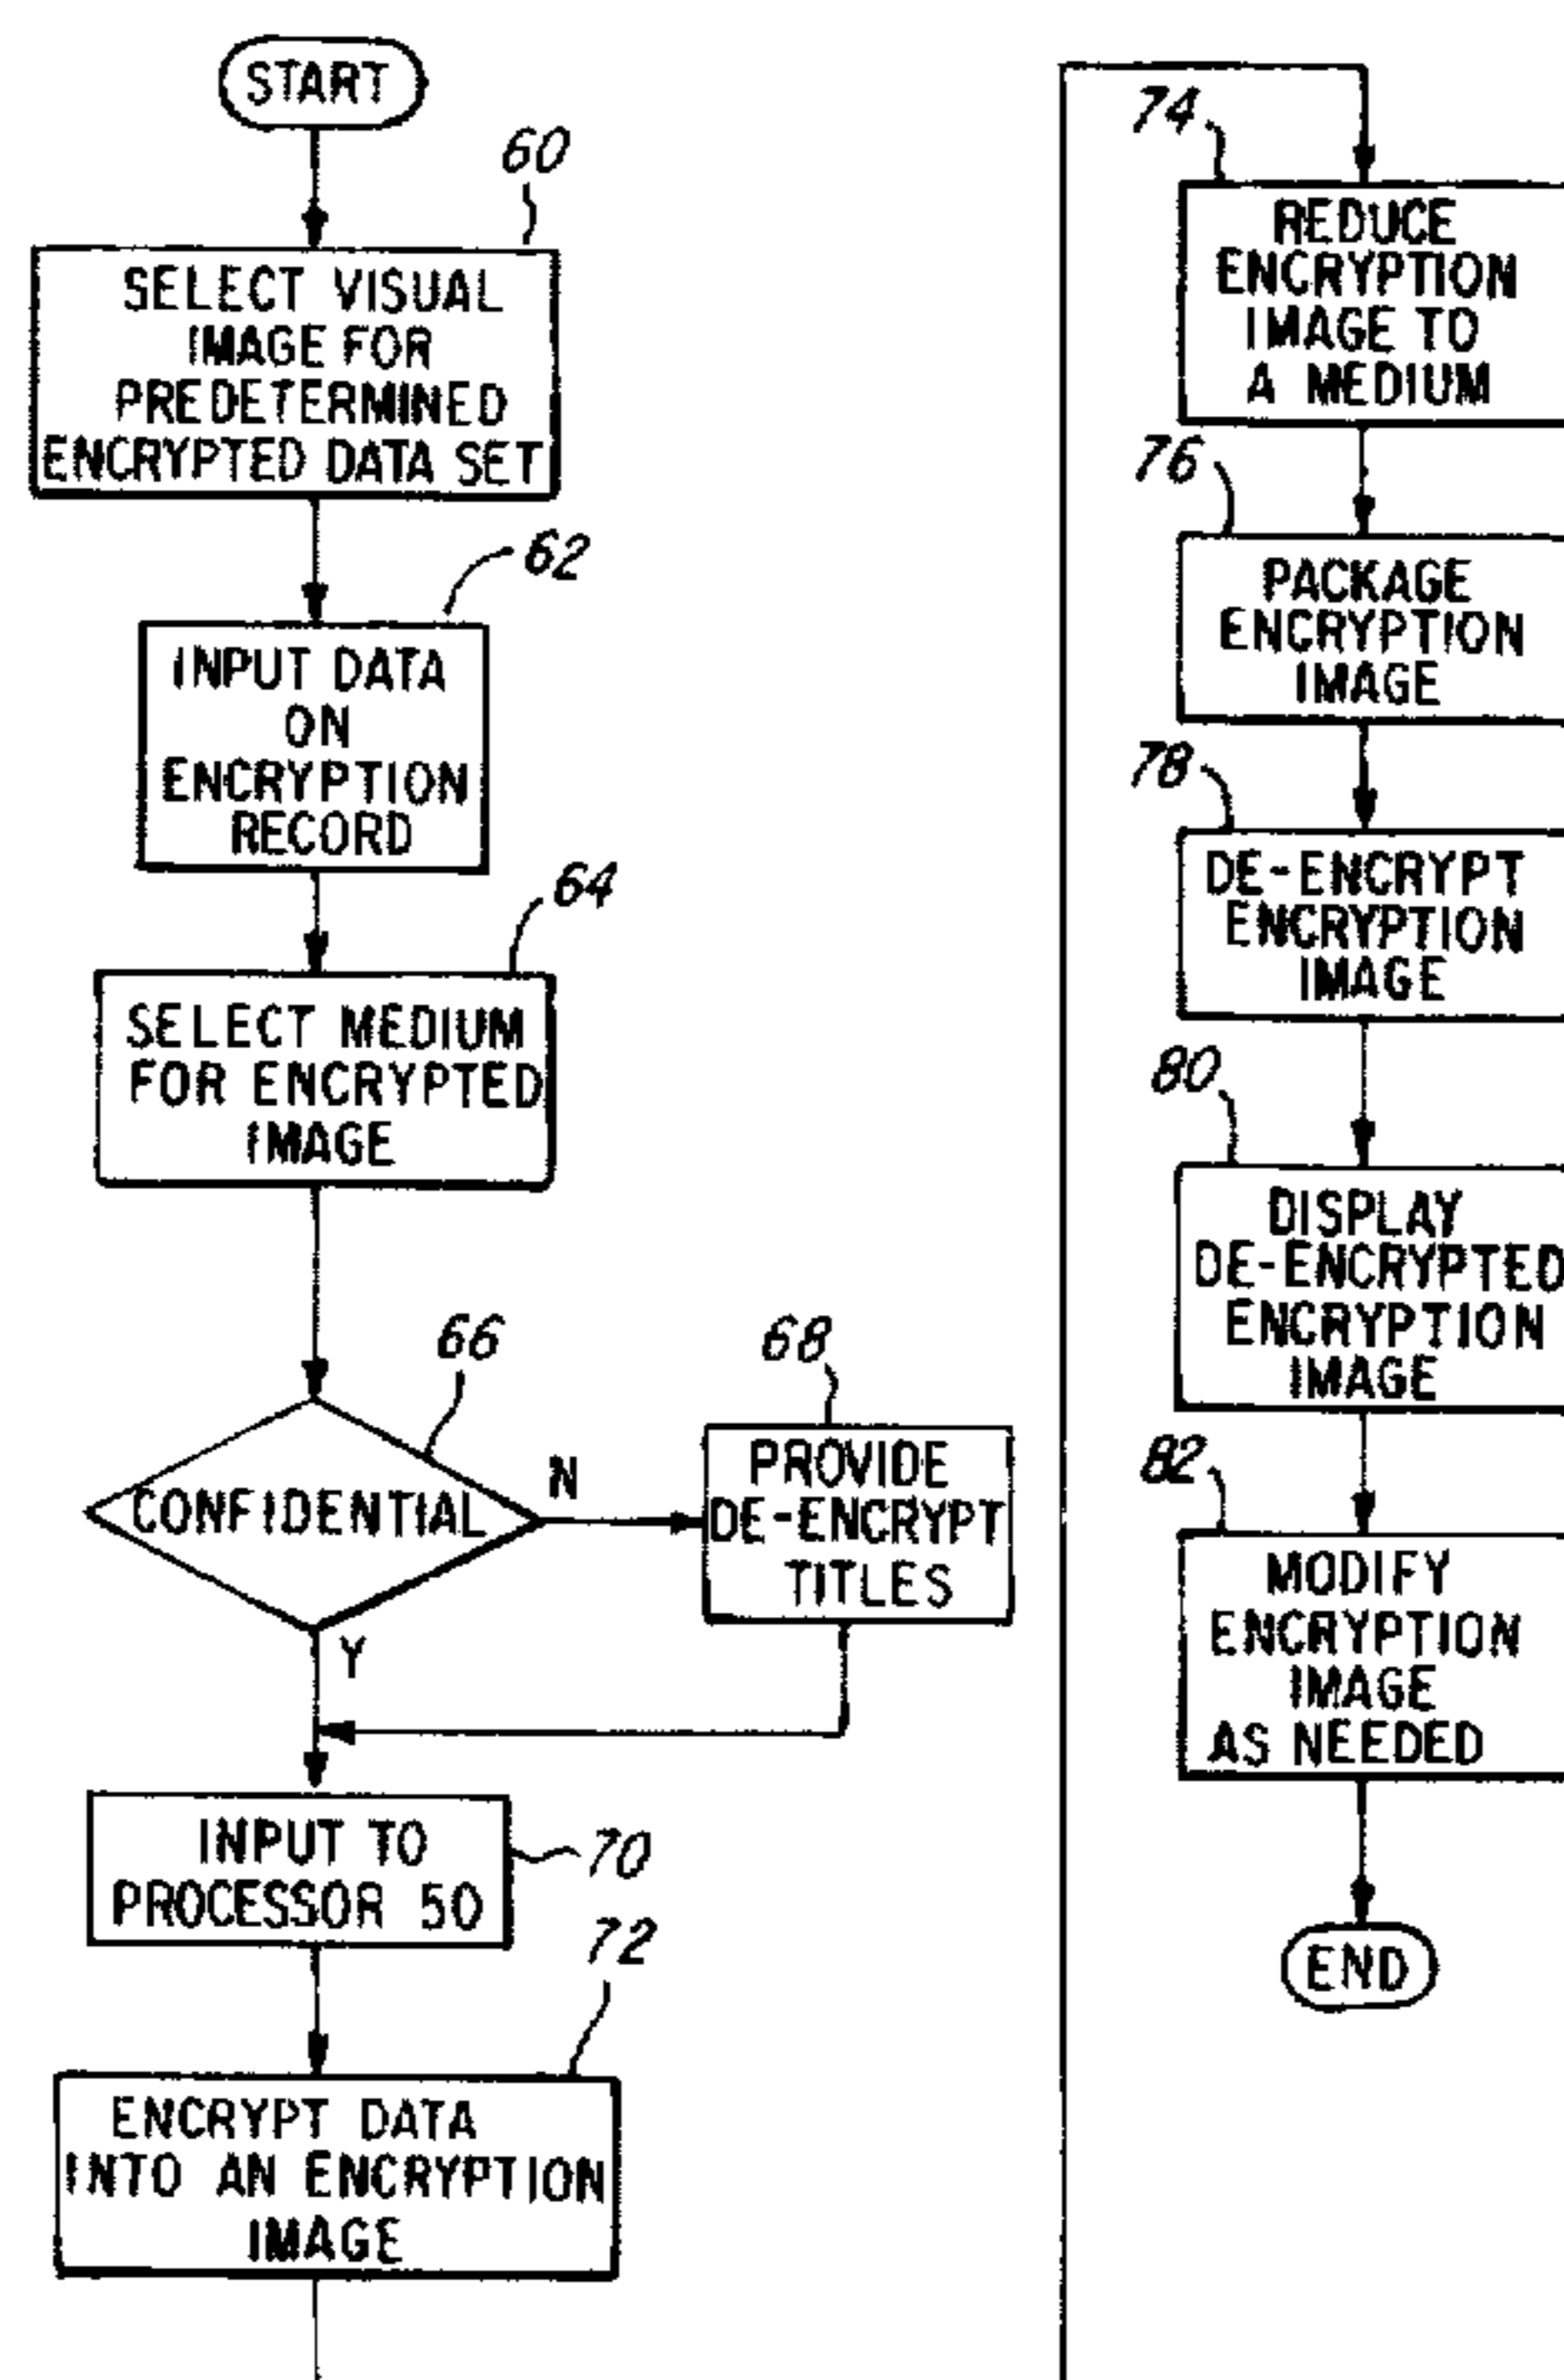 START
60
SELECT VISUAL
IMAGE FOR
PREDETERMINED
ENCRYPTED DATA SET
62
INPUT DATA
ON
ENCRYPTION
RECORD
64
SELECT MEDIUM
FOR ENCRYPTED
IMAGE
66
CONFIDENTIAL
N
Y
68
PROVIDE
DE-ENCRYPT
TITLES
INPUT TO
PROCESSOR 50
70
72
ENCRYPT DATA
INTO AN ENCRYPTION
IMAGE
74
REDUCE
ENCRYPTION
IMAGE TO
A MEDIUM
76
PACKAGE
ENCRYPTION
IMAGE
78
DE-ENCRYPT
ENCRYPTION
IMAGE
80
DISPLAY
DE-ENCRYPTED
ENCRYPTION
IMAGE
82
MODIFY
ENCRYPTION
IMAGE
AS NEEDED
END